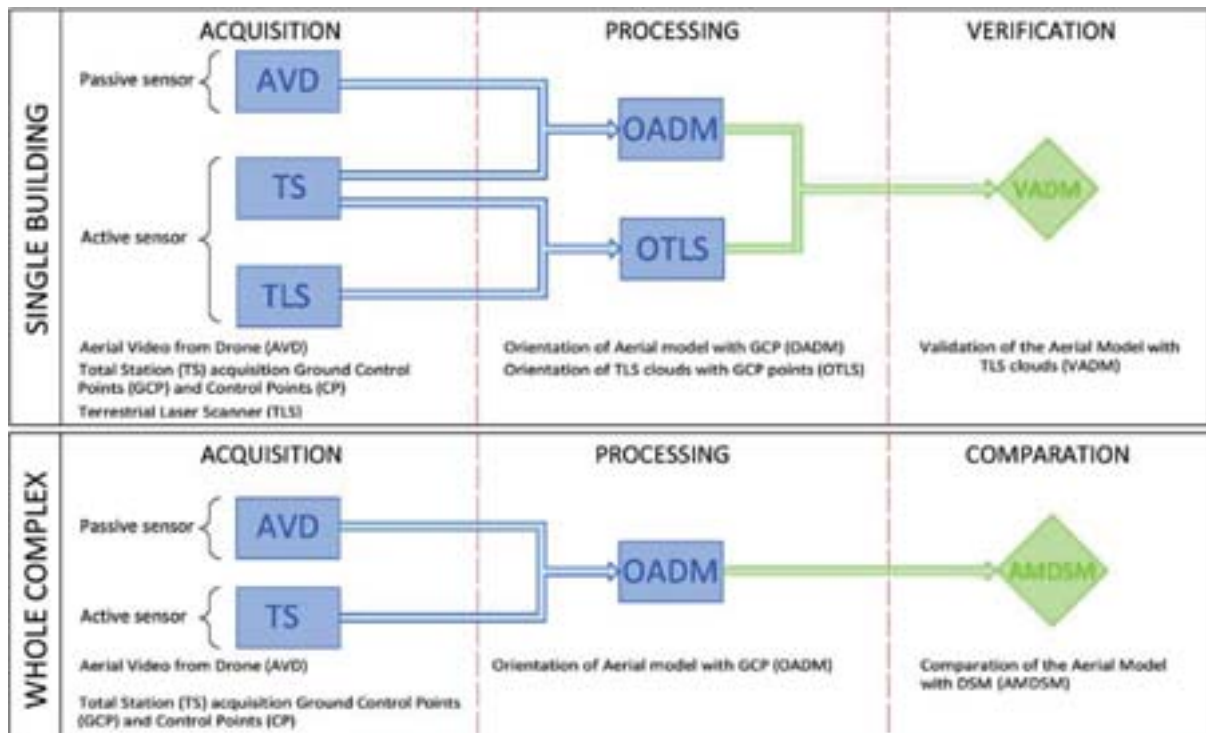 SINGLE BUILDING
ACQUISITION
PROCESSING
VERIFICATION
Passive sensor
AVD
OADM
TS
VADM
Active sensor
OTLS
TLS
Aerial Video from Drone (AVD)
Total Station (TS) acquisition Ground Control
Points (GCP) and Control Points (CP)
Terrestrial Laser Scanner (TLS)
Orientation of Aerial model with GCP (OADM)
Orientation of TLS clouds with GCP points (OTLS)
Validation of the Aerial Model with
TLS clouds (VADM)
WHOLE COMPLEX
ACQUISITION
PROCESSING
COMPARATION
Passive sensor
AVD
OADM
AMDSM
Active sensor
TS
Aerial Video from Drone (AVD)
Total Station (TS) acquisition Ground Control Points
(GCP) and Control Points (CP)
Orientation of Aerial model with GCP (OADM)
Comparation of the Aerial Model
with DSM (AMDSM)